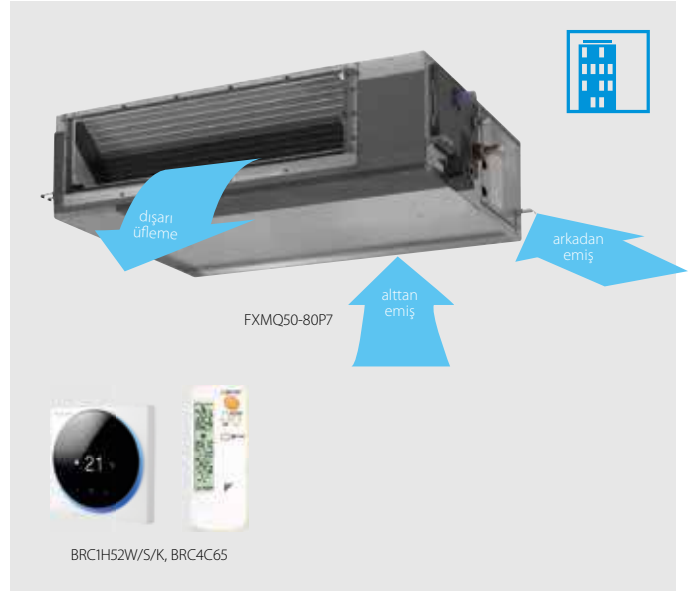 dışarı
üfleme
arkadan
emiş
alttan
emiş
FXMQ50-80P7
21
BRC1H52W/S/K, BRC4C65